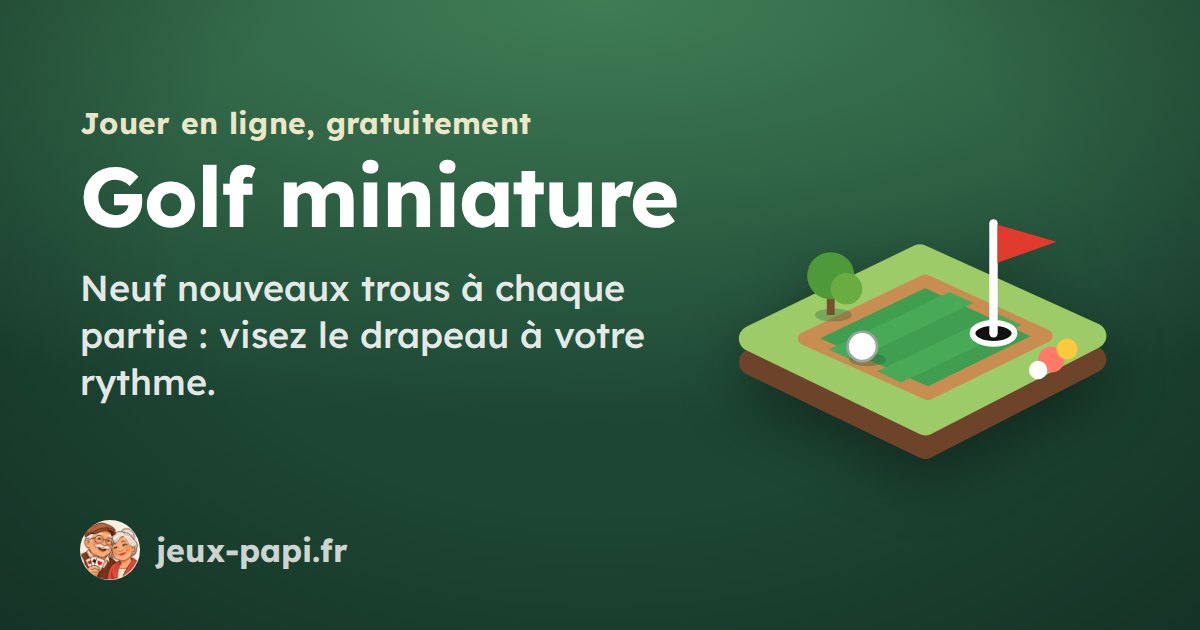 Jouer en ligne, gratuitement
Golf miniature
Neuf nouveaux trous à chaque
partie : visez le drapeau à votre
rythme.
jeux-papi.fr